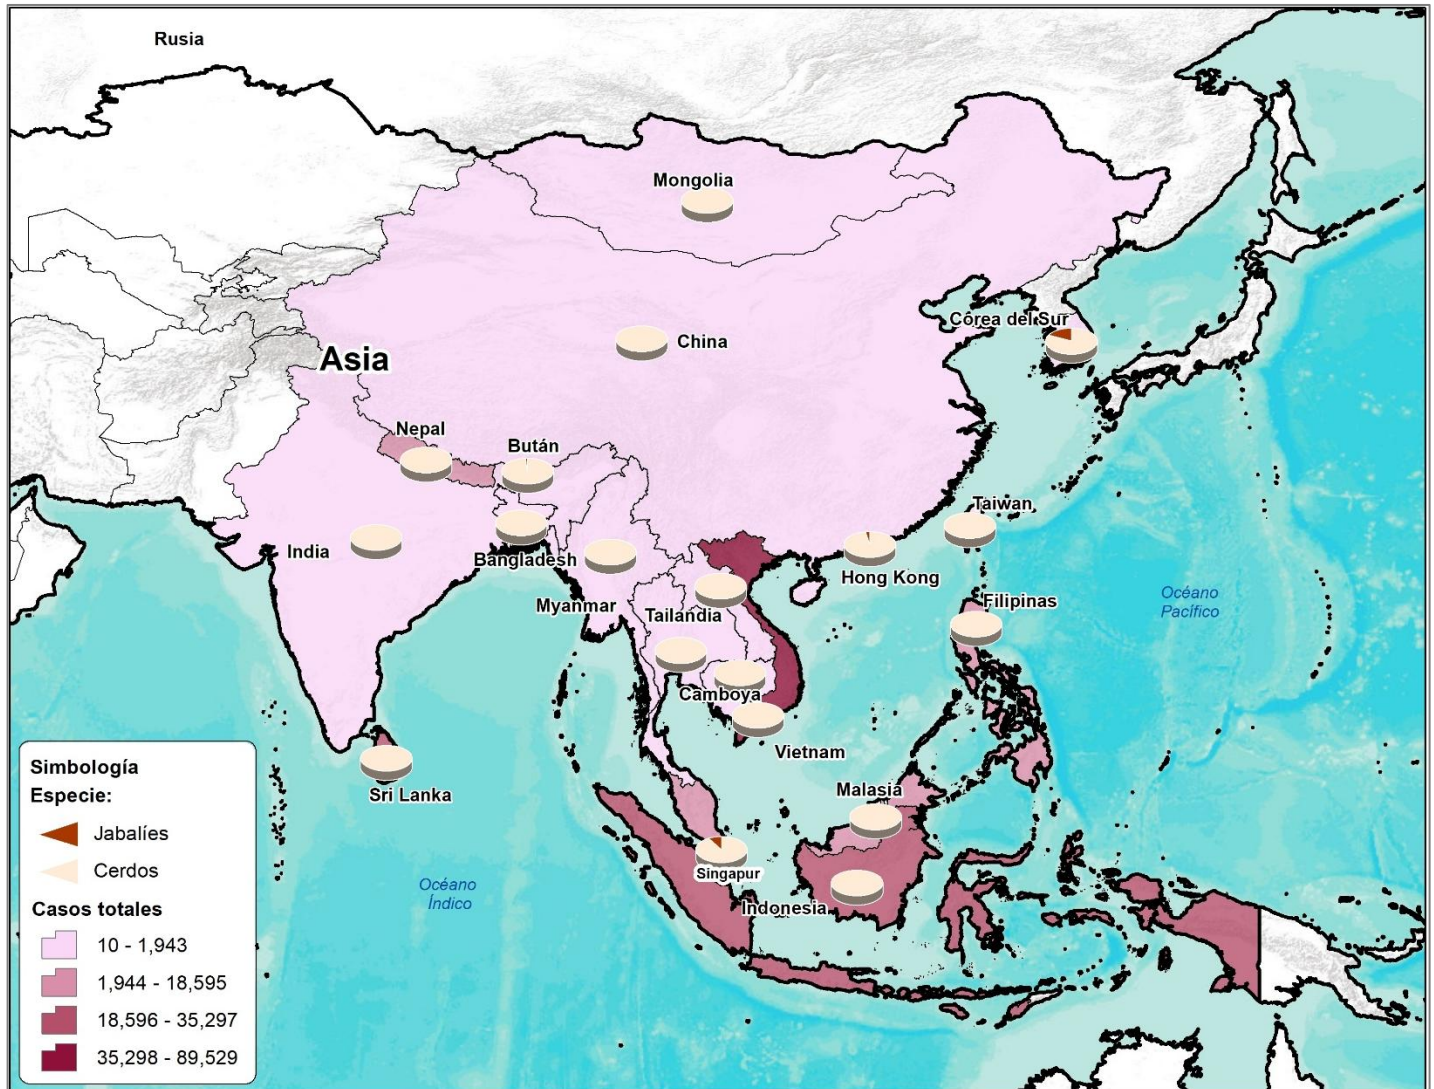 Rusia
Mongolia
China
Corea del Sur
Asia
Nepal
Bután
Taiwan
India
Bangladesh
Hong Kong
Myanmar
Tailandia
Filipinas
Océano
Pacífico
Camboya
Vietnam
Sri Lanka
Malasia
Singapur
Indonesia
Océano
Índico
Simbología
Especie:
Jabalíes
Cerdos
Casos totales
10 - 1,943
1,944 - 18,595
18,596 - 35,297
35,298 - 89,529